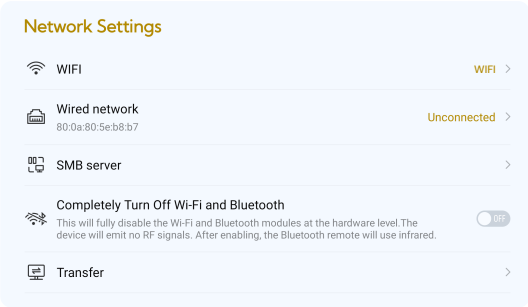 Network Settings
WIFI
WIFI
Wired network
80:0a:80:5e:b8:b7
Unconnected
SMB server
Completely Turn Off Wi-Fi and Bluetooth
This will fully disable the Wi-Fi and Bluetooth modules at the hardware level.The
device will emit no RF signals. After enabling, the Bluetooth remote will use infrared.
OFF
Transfer